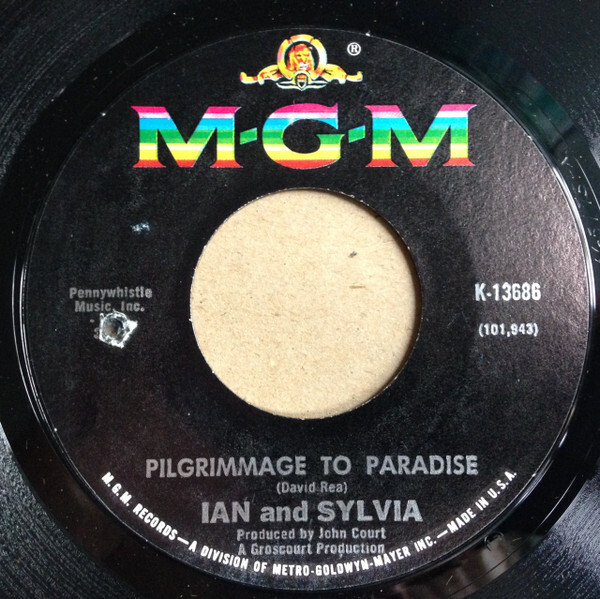 ®
M-G-M
Pennywhistle
Music, Inc.
K-13686
(101,943)
PILGRIMMAGE TO PARADISE
(David Rea)
IAN and SYLVIA
Produced by John Court
A Groscourt Production
M.G.M. RECORDS—A DIVISION OF METRO-GOLDWYN-MAYER INC.—MADE IN U.S.A.